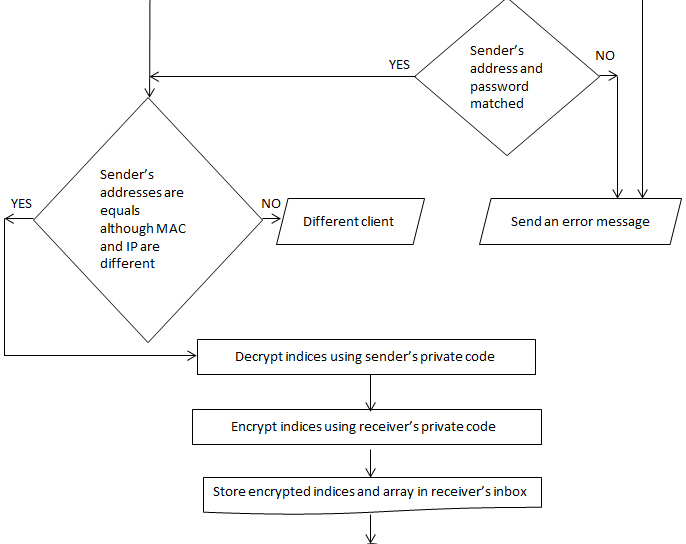 Sender's
address and
password
matched
YES
NO
Sender's
addresses are
equals
although MAC
and IP are
different
YES
NO
Different client
Send an error message
Decrypt indices using sender's private code
Encrypt indices using receiver's private code
Store encrypted indices and array in receiver's inbox